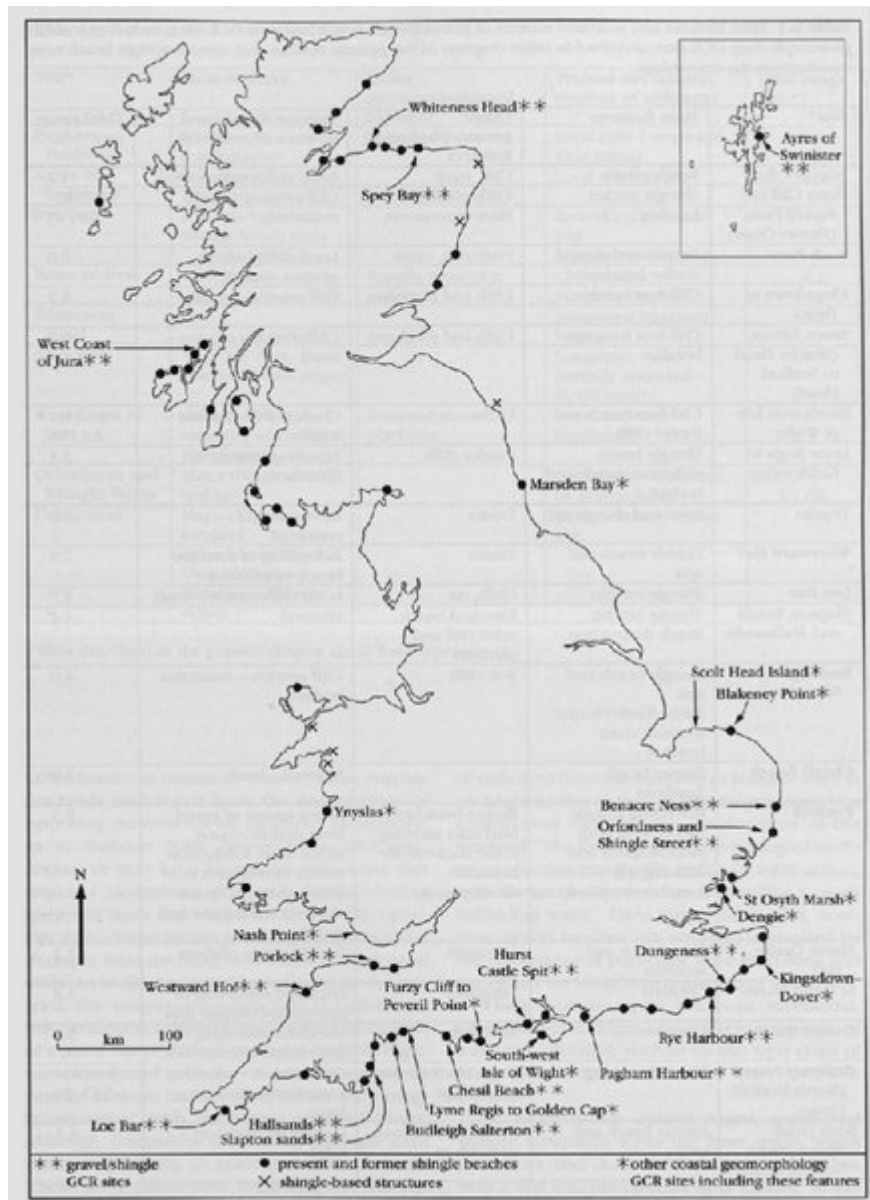 Whiteness Head**
Ayres of
Swinister
**
Spey Bay**
West Coast
of Jura**
Marsden Bay*
Scolt Head Island*
Blakeney Point*
Benacre Ness**
Ynyslas*
Orfordness and
Shingle Street**
N
St Osyth Marsh*
Dengie*
Nash Point*
Hurst
Castle Spit**
Dungeness**
Porlock**
Westward Ho!**
Furzy Cliff to
Peveril Point*
Kingsdown-
Dover*
0 100
km
Rye Harbour**
South-west
Isle of Wight*
Pagham Harbour**
Chesil Beach**
Loe Bar**
Hallsands**
Lyme Regis to Golden Cap*
Slapton sands**
Budleigh Salterton**
** gravel/shingle
GCR sites
● present and former shingle beaches
× shingle-based structures
*other coastal geomorphology
GCR sites including these features